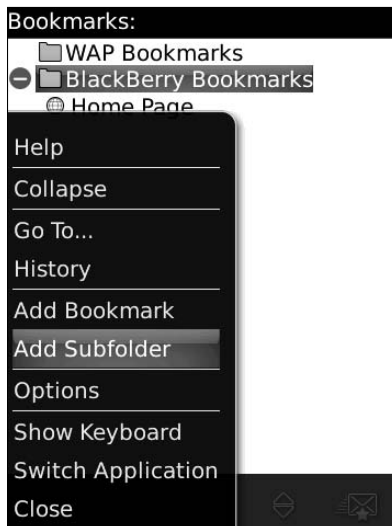 Bookmarks:
WAP Bookmarks
BlackBerry Bookmarks
Home Page
Help
Collapse
Go To...
History
Add Bookmark
Add Subfolder
Options
Show Keyboard
Switch Application
Close